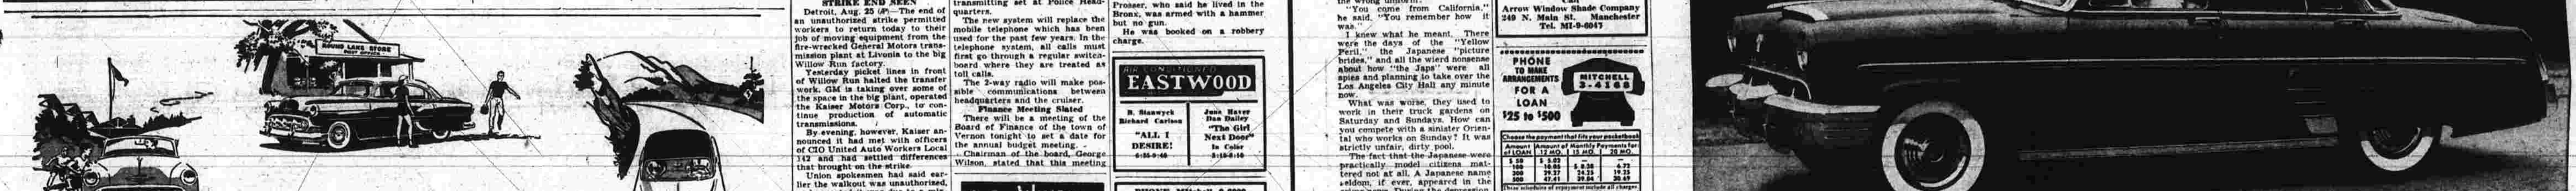 ROUND LAKE STORE
STRIKE END SEEN
Detroit, Aug. 25 (AP)—The end of
an unauthorized strike permitted
workers to return today to their
job of moving equipment from the
fire-wrecked General Motors trans-
mission plant at Livonia to the big
Willow Run factory.
Yesterday picket lines in front
of Willow Run halted the transfer
work. GM is taking over some of
the space in the big plant, operated
by the Kaiser Motors Corp., to con-
tinue production of automatic
transmissions.
By evening, however, Kaiser an-
nounced it had met with officers
of CIO United Auto Workers Local
142 and had settled differences
that brought on the strike.
Union spokesmen had said ear-
lier the walkout was unauthorized,
transmitting set at Police Head-
quarters.
The new system will replace the
mobile telephone which has been
used for the past few years. In the
telephone system, all calls must
first go through a regular switch-
board where they are treated as
toll calls.
The 2-way radio will make pos-
sible communications between
headquarters and the cruiser.
Finance Meeting Slated
There will be a meeting of the
Board of Finance of the town of
Vernon tonight to set a date for
the annual budget meeting.
Chairman of the board, George
Wilson, stated that this meeting
Prosser, who said he lived in the
Bronx, was armed with a hammer
but no gun.
He was booked on a robbery
charge.
AIR CONDITIONED
EASTWOOD
B. Stanwyck
Richard Carlson
"ALL I
DESIRE!
June Haver
Dan Dailey
"The Girl
Next Door"
In Color
"You come from California,"
he said, "You remember how it
was."
I knew what he meant. There
were the days of the "Yellow
Peril," the Japanese "picture
brides," and all the wierd nonsense
about how "the Japs" were all
spies and planning to take over the
Los Angeles City Hall any minute
now.
What was worse, they used to
work in their truck gardens on
Saturday and Sundays. How can
you compete with a sinister Orien-
tal who works on Sunday? It was
strictly unfair, dirty pool.
The fact that the Japanese were
practically model citizens mat-
tered not at all. A Japanese name
seldom, if ever, appeared in the
Call
Arrow Window Shade Company
249 N. Main St. Manchester
Tel. MI-9-6047
PHONE
TO MAKE
ARRANGEMENTS
FOR A
LOAN
$25 to $500
MITCHELL
3-4168
Choose the payment that fits your pocketbook
Amount of LOAN
Amount of Monthly Payments for:
12 MO. 15 MO. 20 MO.